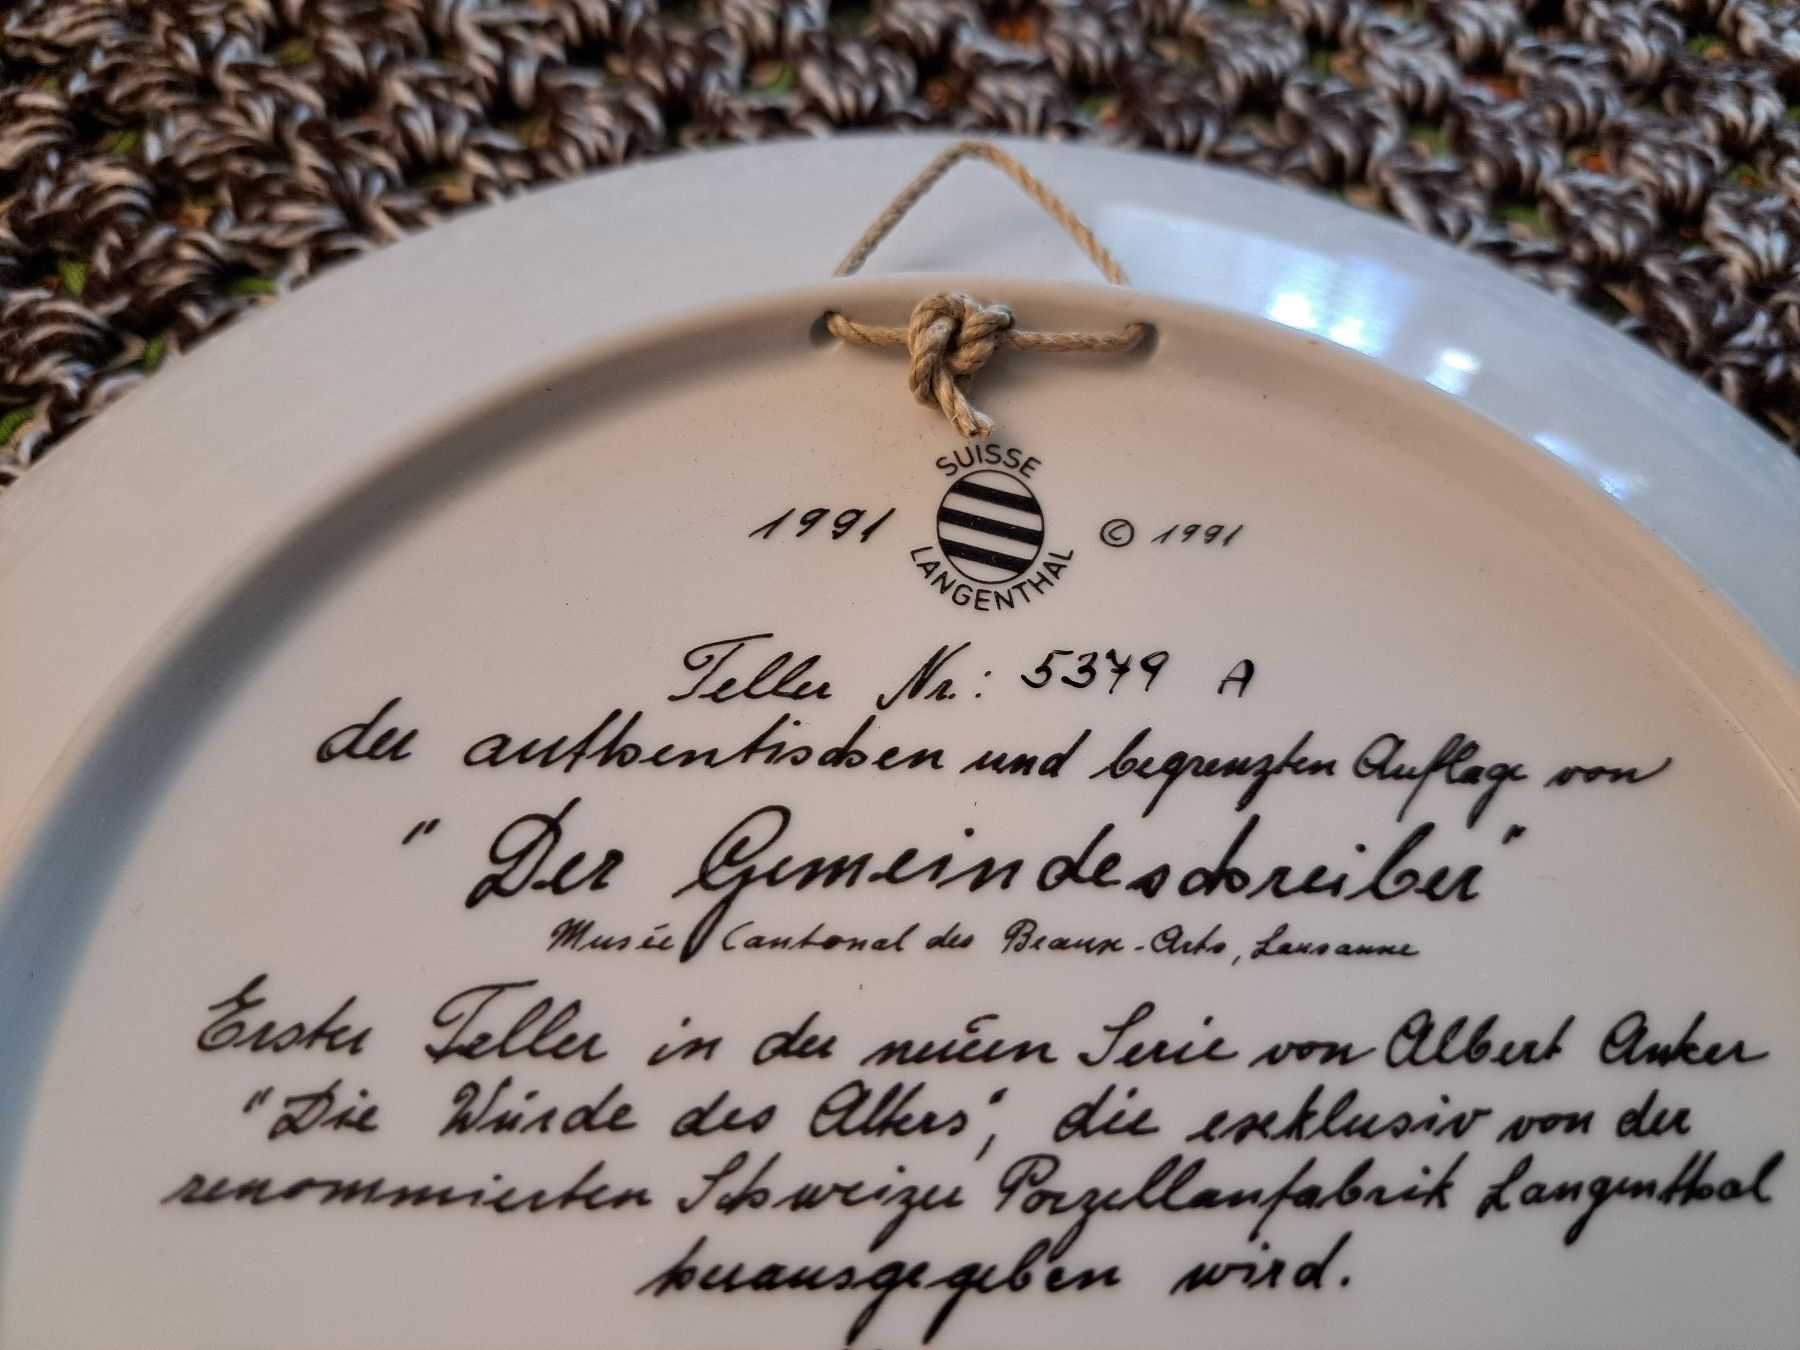 SUISSE
1991 © 1991
LANGENTHAL
Teller Nr.: 5379 A
der authentischen und begrenzten Auflage von
"Der Gemeindeschreiber"
Musée Cantonal des Beaux-Arts, Lausanne
Erster Teller in der neuen Serie von Albert Anker
"Die Würde des Alters", die exklusiv von der
renommierten Schweizer Porzellanfabrik Langenthal
herausgegeben wird.